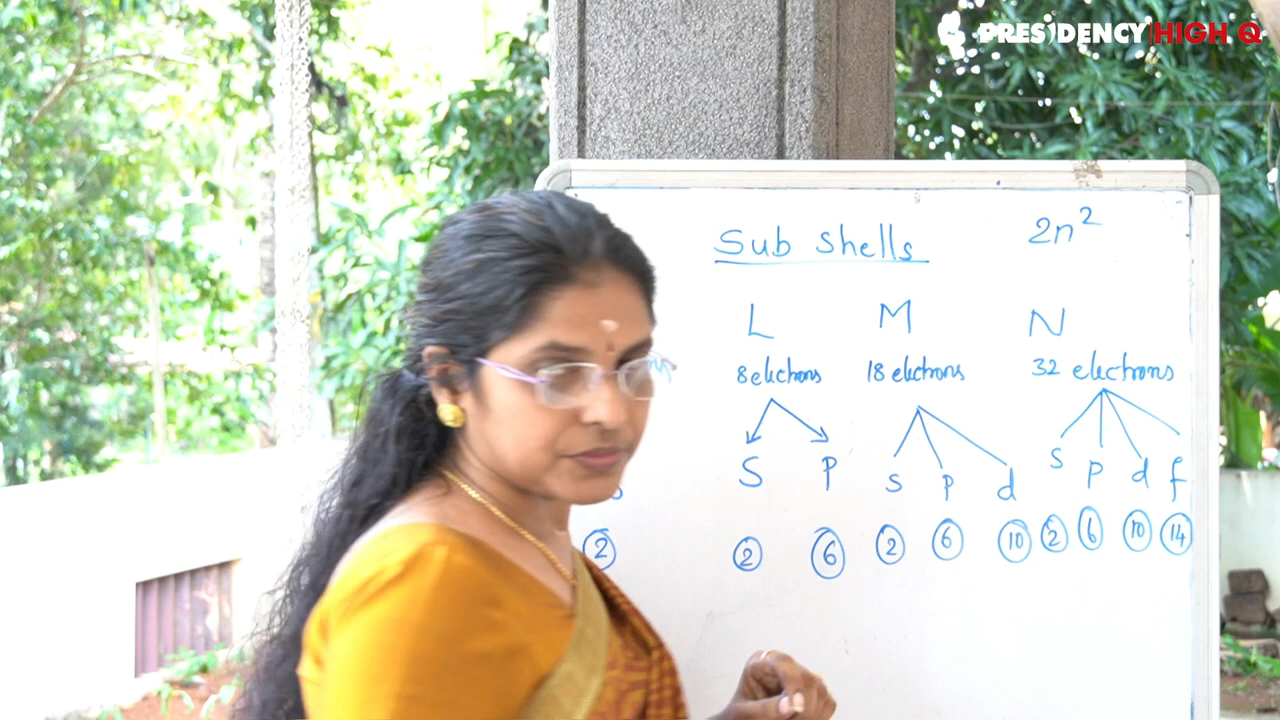 PRESiDENCY HIGH Q
Sub Shells 2n²
L M N
8 electrons 18 electrons 32 electrons
S P S P d S P d f
2 2 6 2 6 10 2 6 10 14